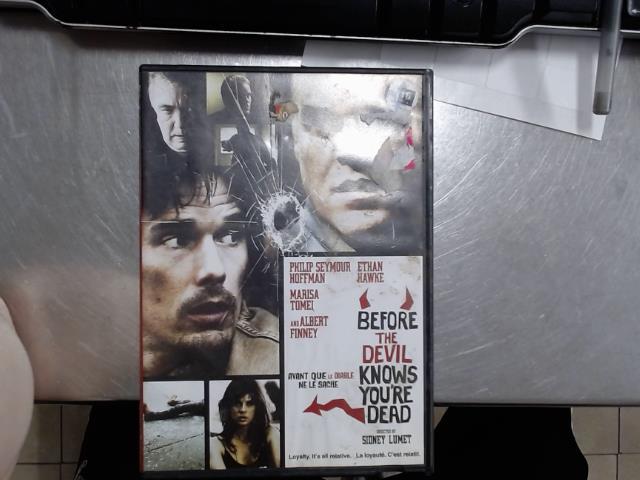 PHILIP SEYMOUR HOFFMAN
ETHAN HAWKE
MARISA TOMEI
AND ALBERT FINNEY
BEFORE
THE
DEVIL
KNOWS
YOU'RE
DEAD
AVANT QUE LE DIABLE
NE LE SACHE
DIRECTED BY
SIDNEY LUMET
Loyalty. It's all relative. La loyauté. C'est relatif.